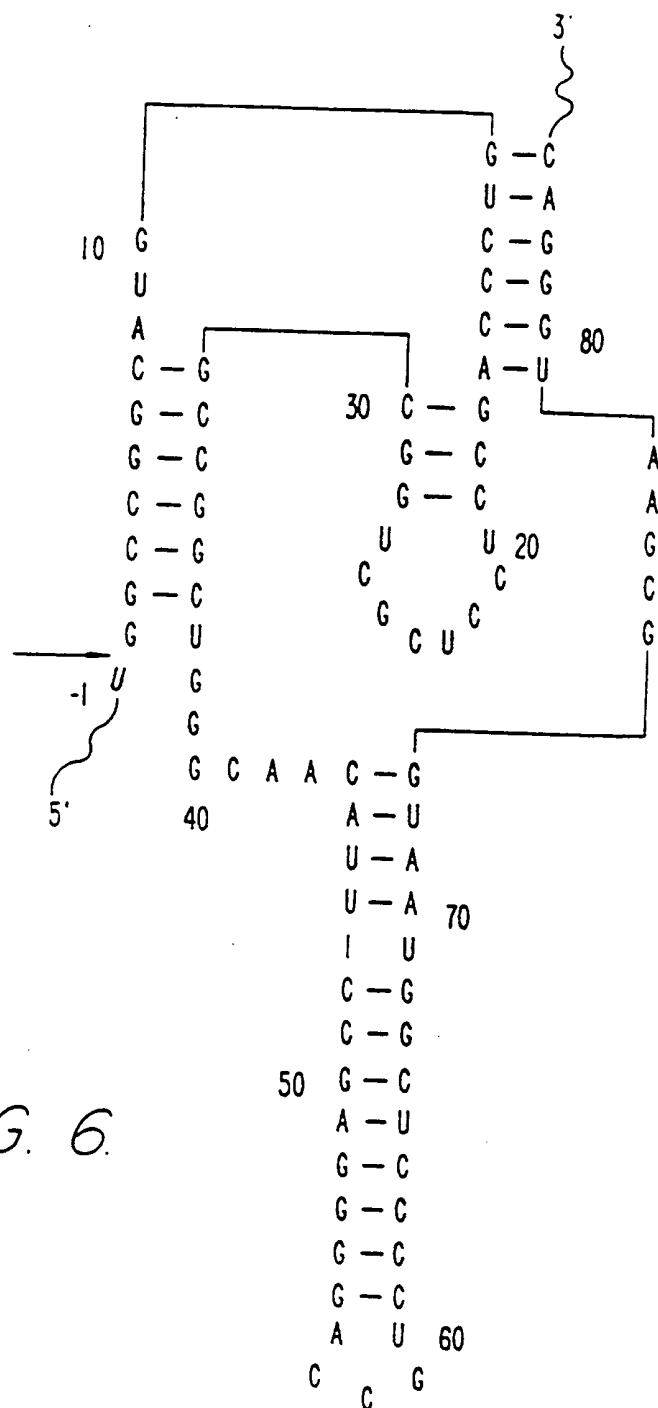 3'
G – C
U – A
C – G
10 G
U
C – G
A
C – G 80
C – G
G
A – U
30 C – G
G – C
G – C
G – C
G – C
G – C
A
C – G
G – C
A
C – G
U
U 20
G
C
C
C
G – C
G
C
U
C
G
G
U
-1 U
G
G
5'
G C A A C – G
40
A – U
U – A
U – A 70
I U
C – G
C – G
50 G – C
A – U
G – C
G – C
G – C
G – C
A U 60
C G
C
G. 6.